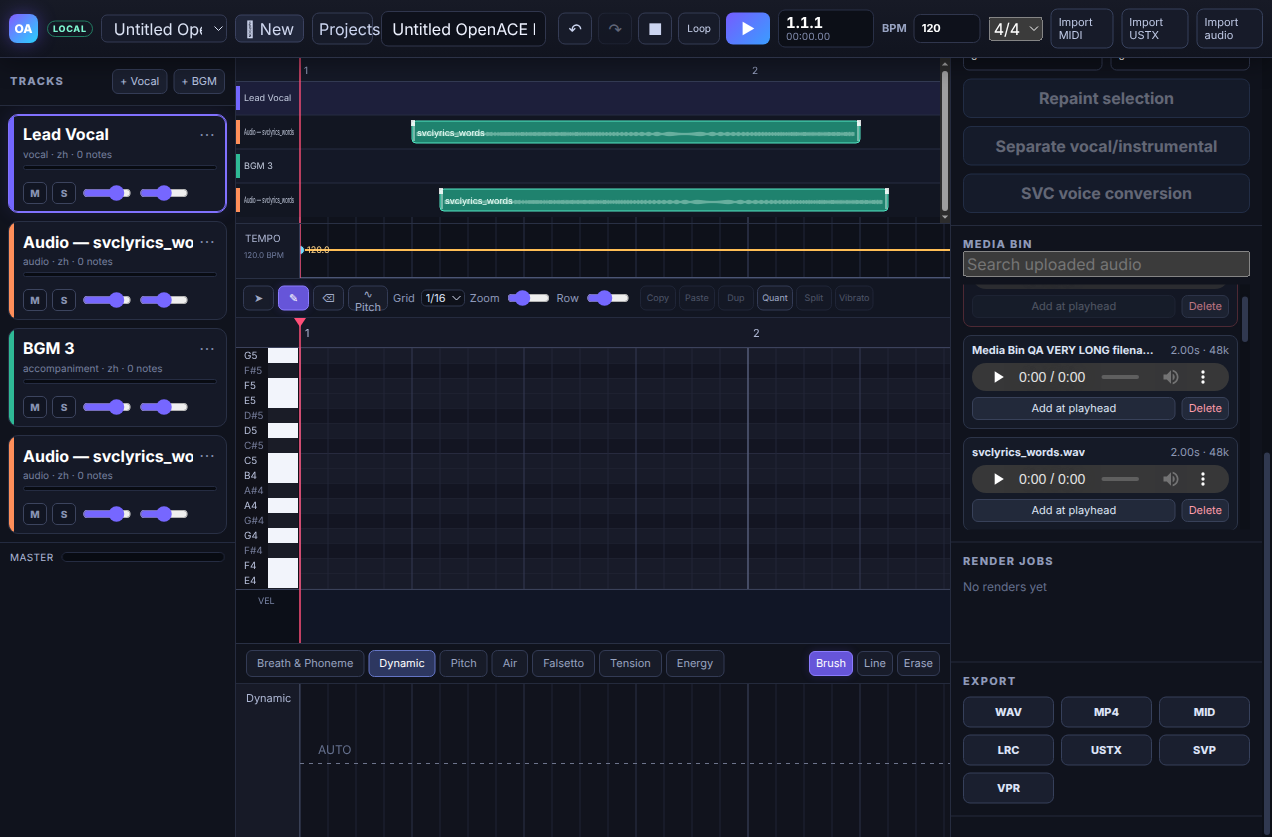 OA LOCAL Untitled Ope New Projects Untitled OpenACE Loop 1.1.1 00:00.00 BPM 120 4/4 Import MIDI Import USTX Import audio
TRACKS + Vocal + BGM
Lead Vocal ...
vocal · zh · 0 notes
M S
Audio — svclyrics_wo ...
audio · zh · 0 notes
M S
BGM 3 ...
accompaniment · zh · 0 notes
M S
Audio — svclyrics_wo ...
audio · zh · 0 notes
M S
MASTER
1 2
Lead Vocal
Audio — svclyrics_words svclyrics_words
BGM 3
Audio — svclyrics_words svclyrics_words
TEMPO
120.0 BPM 120.0
Pitch Grid 1/16 Zoom Row Copy Paste Dup Quant Split Vibrato
1 2
G5
F#5
F5
E5
D#5
D5
C#5
C5
B4
A#4
A4
G#4
G4
F#4
F4
E4
VEL
Breath & Phoneme Dynamic Pitch Air Falsetto Tension Energy Brush Line Erase
Dynamic
AUTO
Repaint selection
Separate vocal/instrumental
SVC voice conversion
MEDIA BIN
Search uploaded audio
Add at playhead Delete
Media Bin QA VERY LONG filena... 2.00s · 48k
0:00 / 0:00
Add at playhead Delete
svclyrics_words.wav 2.00s · 48k
0:00 / 0:00
Add at playhead Delete
RENDER JOBS
No renders yet
EXPORT
WAV MP4 MID
LRC USTX SVP
VPR